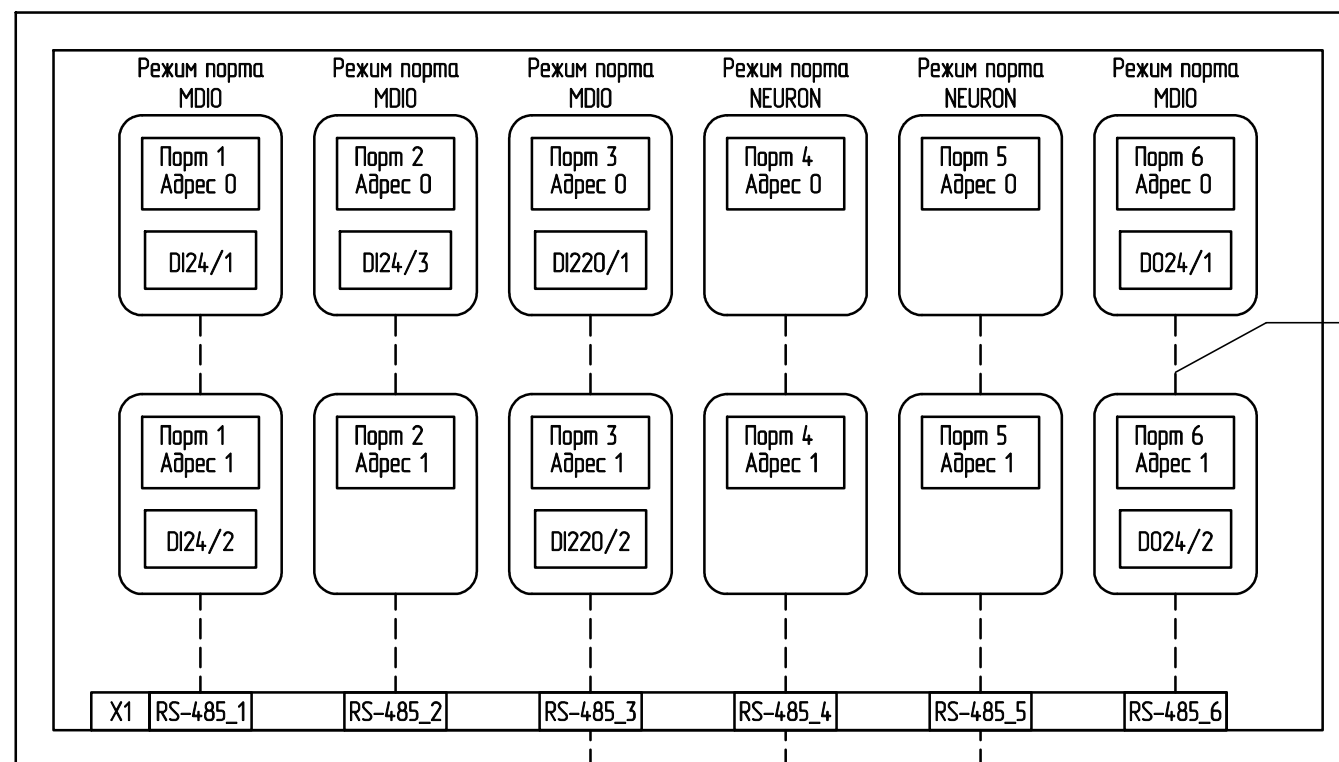 Режим порта
MDIO
Режим порта
MDIO
Режим порта
MDIO
Режим порта
NEURON
Режим порта
NEURON
Режим порта
MDIO
Порт 1
Адрес 0
DI24/1
Порт 2
Адрес 0
DI24/3
Порт 3
Адрес 0
DI220/1
Порт 4
Адрес 0
Порт 5
Адрес 0
Порт 6
Адрес 0
DO24/1
Порт 1
Адрес 1
DI24/2
Порт 2
Адрес 1
Порт 3
Адрес 1
DI220/2
Порт 4
Адрес 1
Порт 5
Адрес 1
Порт 6
Адрес 1
DO24/2
X1
RS-485_1
RS-485_2
RS-485_3
RS-485_4
RS-485_5
RS-485_6